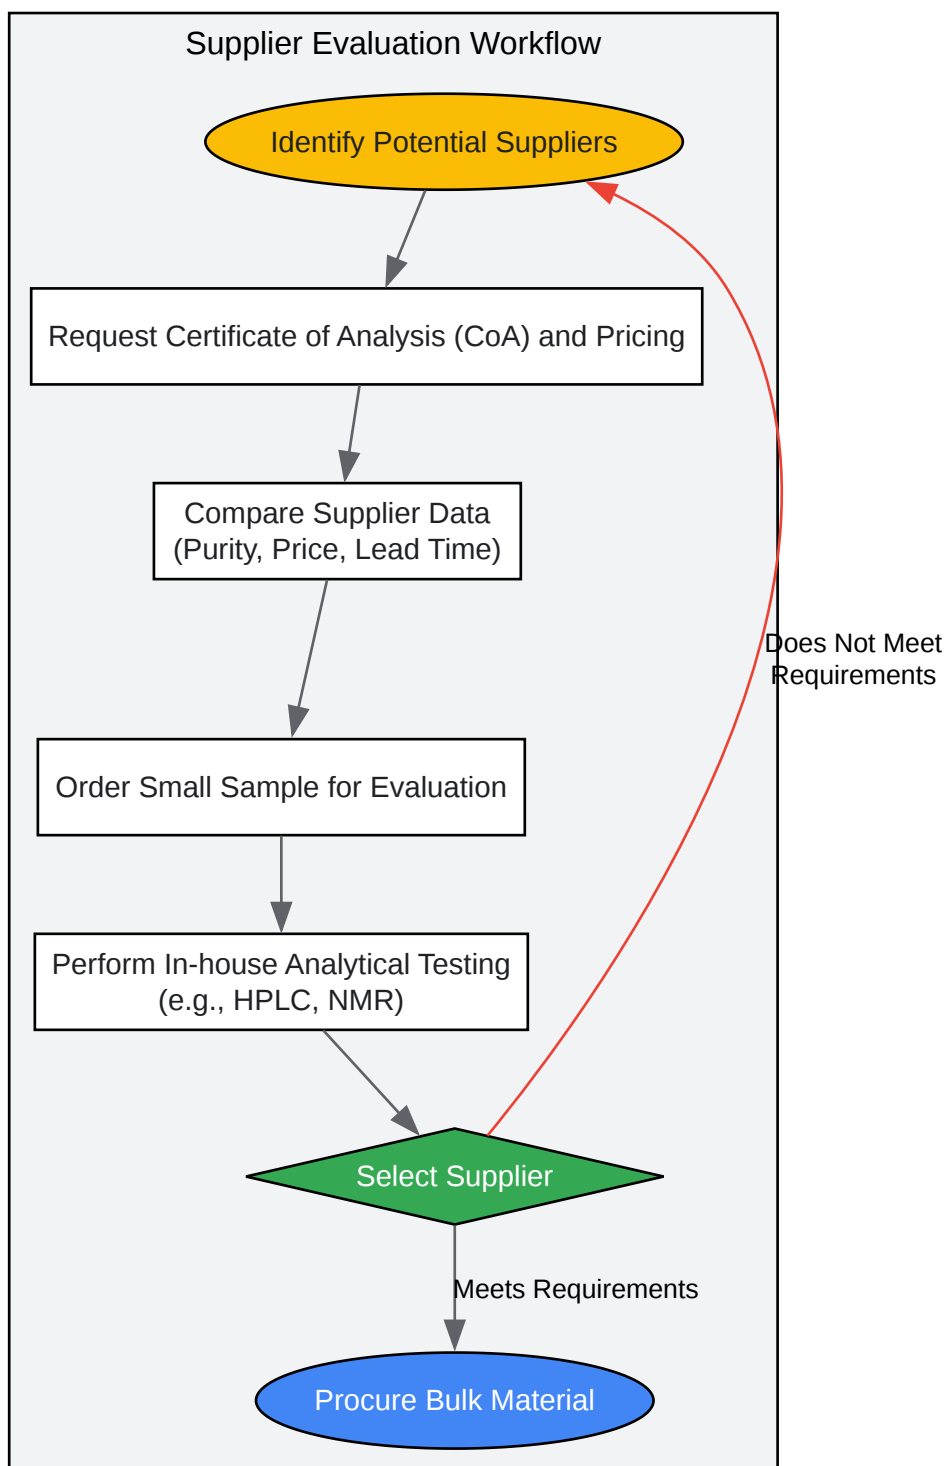 Supplier Evaluation Workflow
Identify Potential Suppliers
Request Certificate of Analysis (CoA) and Pricing
Compare Supplier Data
(Purity, Price, Lead Time)
Does Not Meet
Requirements
Order Small Sample for Evaluation
Perform In-house Analytical Testing
(e.g., HPLC, NMR)
Select Supplier
Meets Requirements
Procure Bulk Material